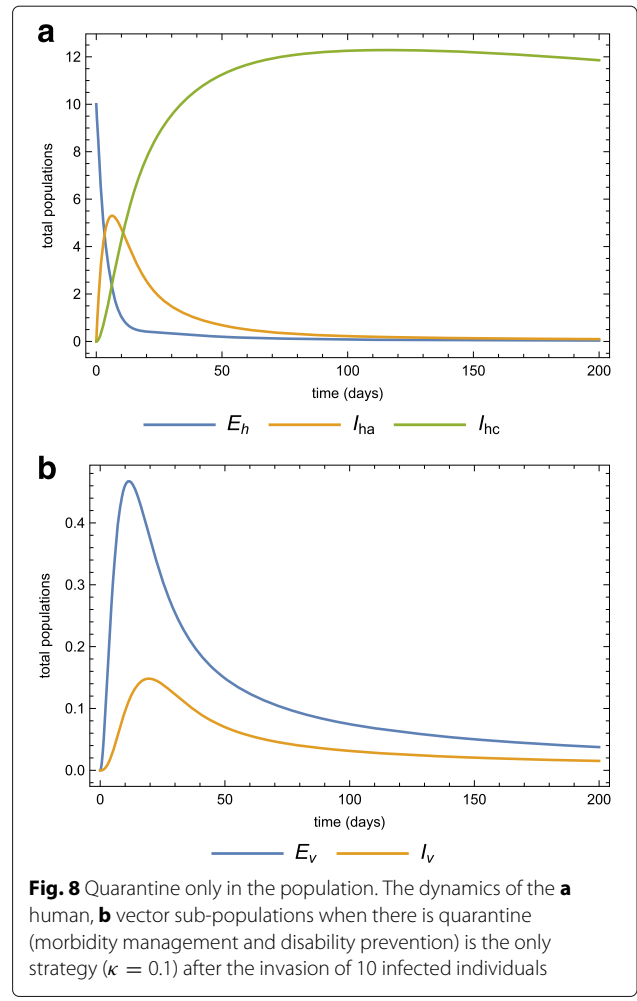 a
12
10
8
6
4
2
0
total populations
0 50 100 150 200
time (days)
E_h I_ha I_hc
b
0.4
0.3
0.2
0.1
0.0
total populations
0 50 100 150 200
time (days)
E_v I_v
Fig. 8 Quarantine only in the population. The dynamics of the a
human, b vector sub-populations when there is quarantine
(morbidity management and disability prevention) is the only
strategy (κ = 0.1) after the invasion of 10 infected individuals